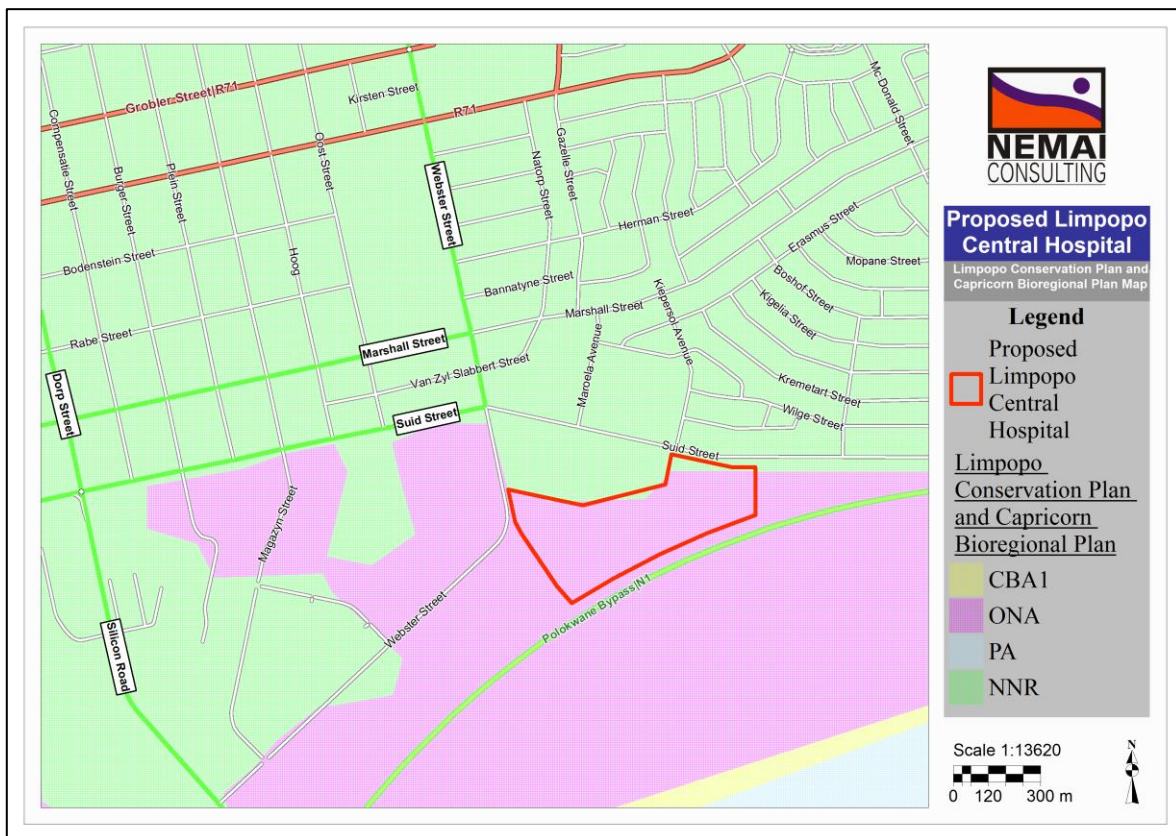 Grobler Street|R71
Kirsten Street
R71
Compensatie Street
Burger Street
Plein Street
Oost Street
Webster Street
Natorp Street
Gazelle Street
Mc Donald Street
Herman Street
Erasmus Street
Mopane Street
Boshof Street
Kigelia Street
Bodenstein Street
Hoog
Bannatyne Street
Marshall Street
Kiepersol Avenue
Rabe Street
Marshall Street
Van Zyl Slabbert Street
Maroela Avenue
Kremetart Street
Wilge Street
Dorp Street
Suid Street
Suid Street
Magazyn Street
Webster Street
Polokwane Bypass|N1
Silicon Road
NEMAI
CONSULTING
Proposed Limpopo
Central Hospital
Limpopo Conservation Plan and
Capricorn Bioregional Plan Map
Legend
Proposed
Limpopo
Central
Hospital
Limpopo
Conservation Plan
and Capricorn
Bioregional Plan
CBA1
ONA
PA
NNR
Scale 1:13620
N
0 120 300 m